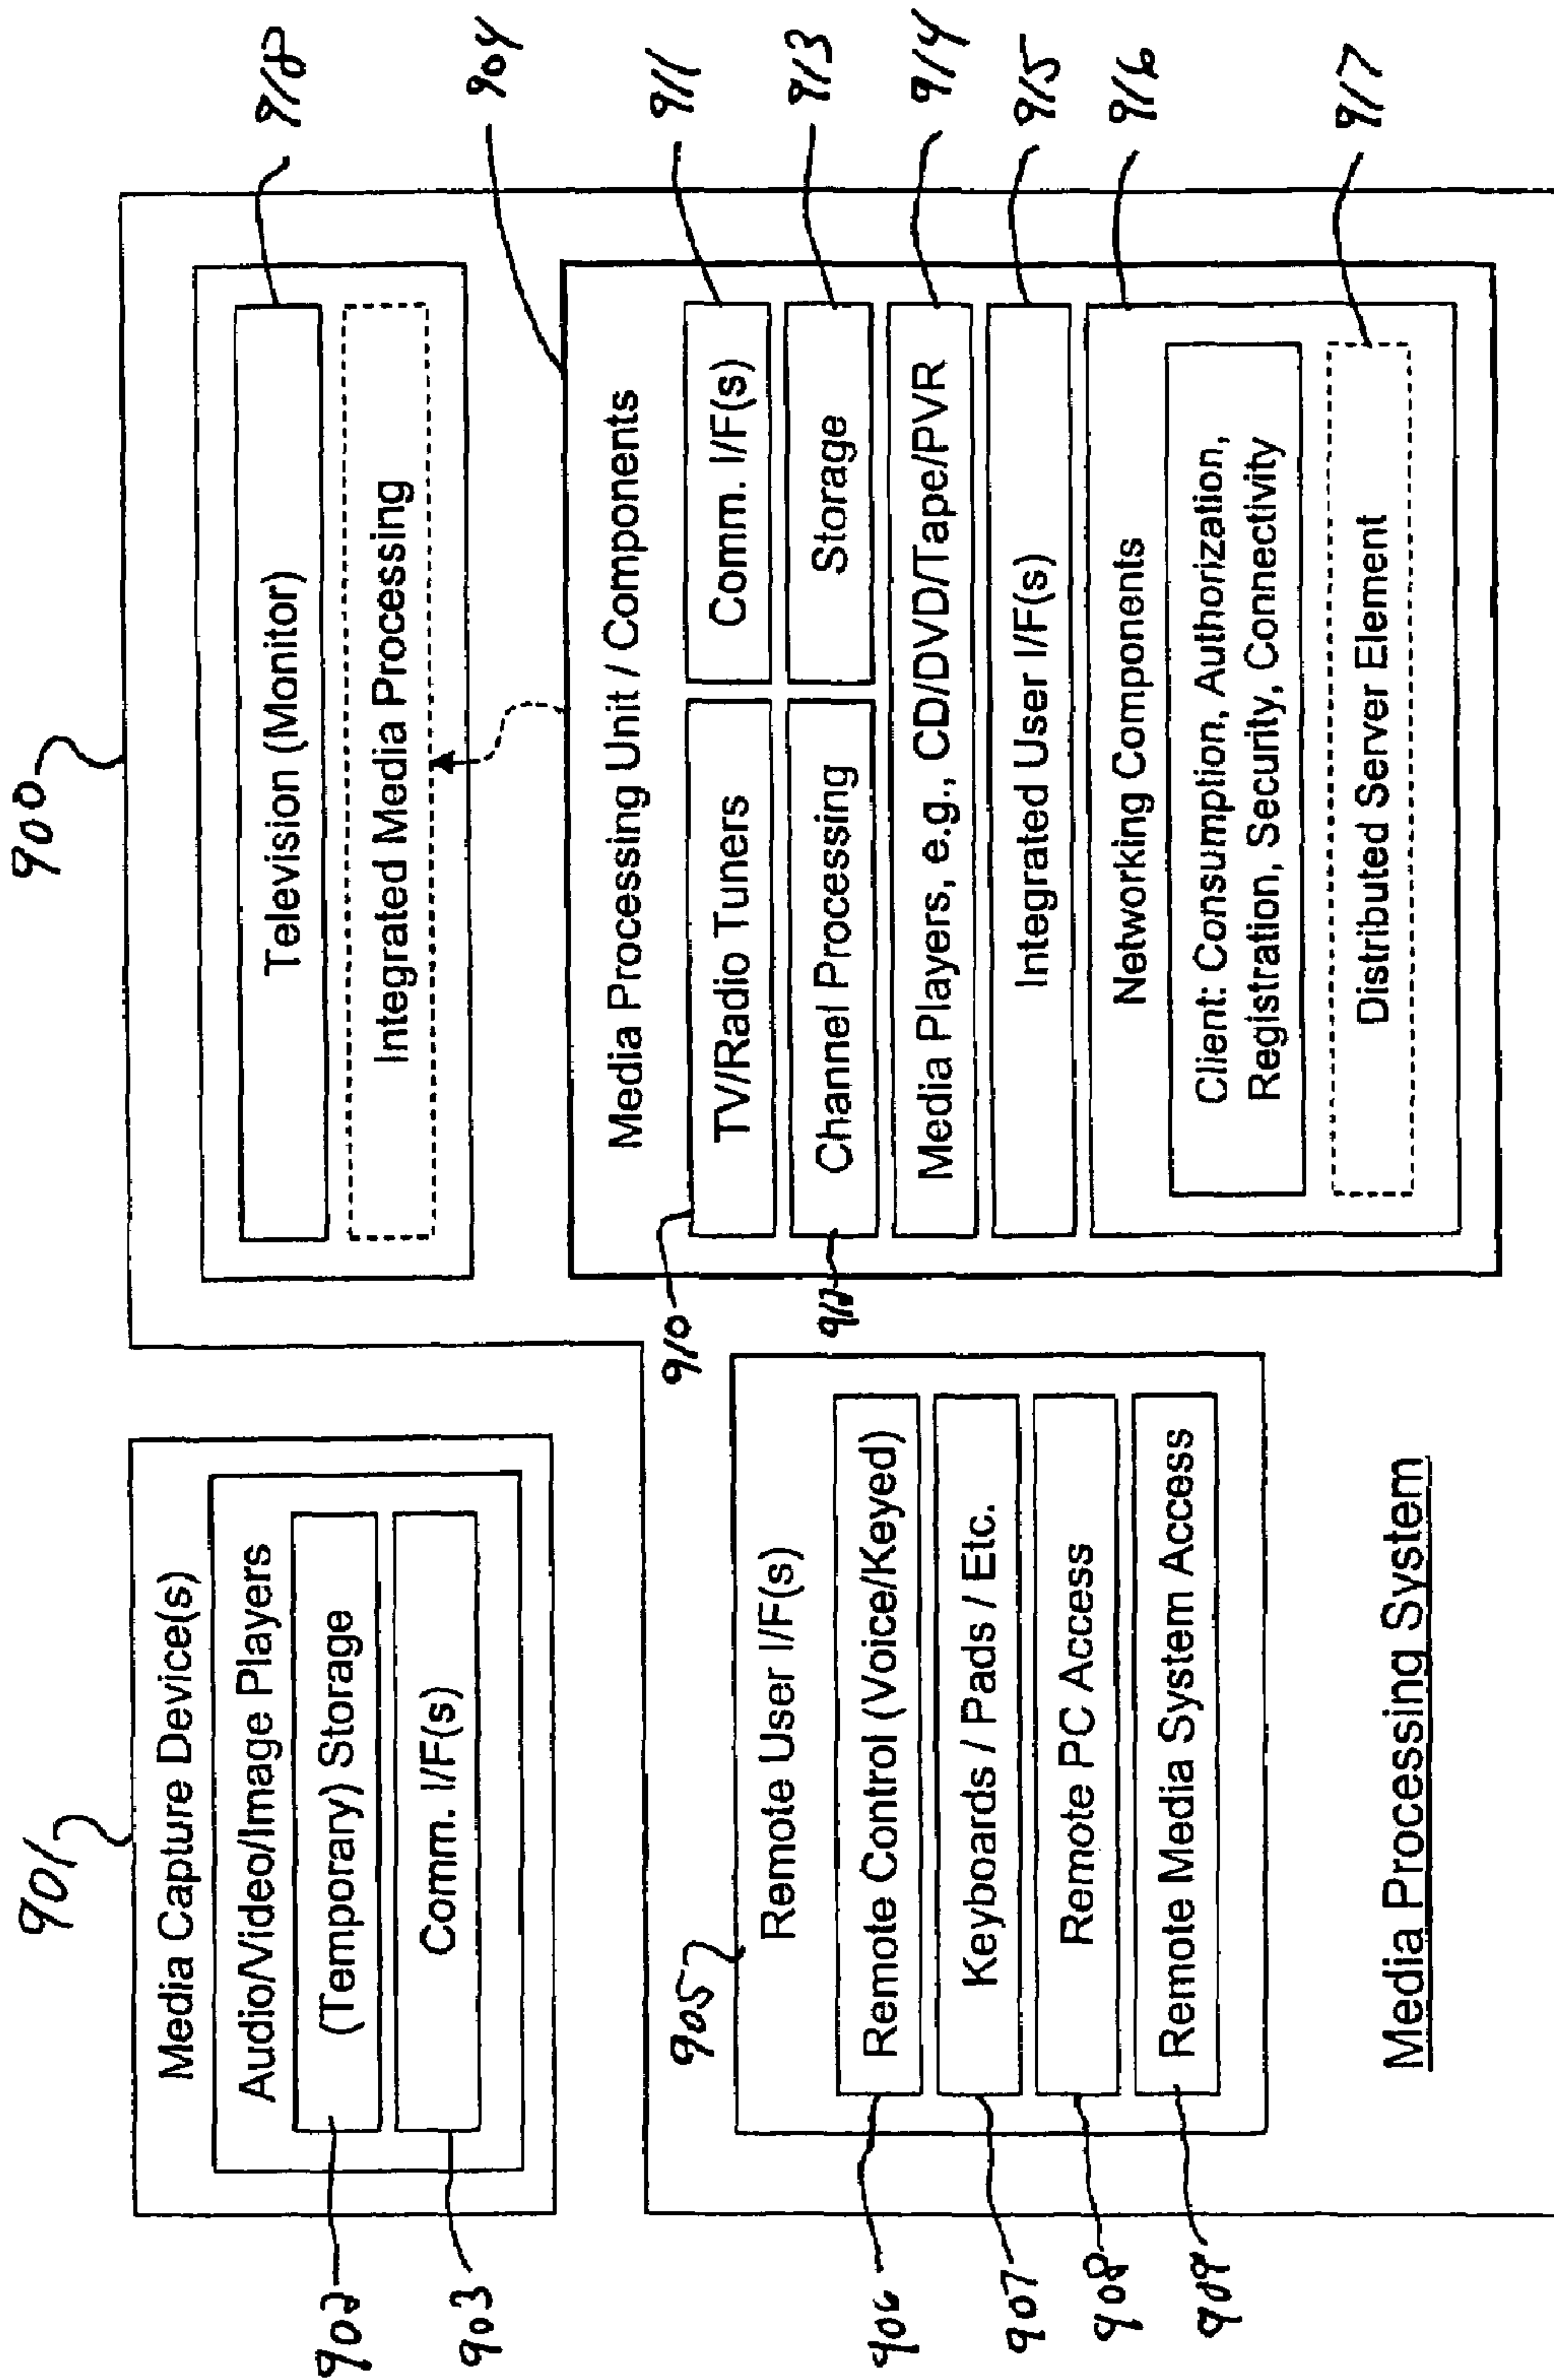 900
901
Media Capture Device(s)
Audio/Video/Image Players
(Temporary) Storage
Comm. I/F(s)
902
903
Television (Monitor)
Integrated Media Processing
918
904
905
Remote User I/F(s)
Remote Control (Voice/Keyed)
Keyboards / Pads / Etc.
Remote PC Access
Remote Media System Access
906
907
908
909
Media Processing Unit / Components
TV/Radio Tuners
Comm. I/F(s)
910
911
Channel Processing
Storage
912
913
Media Players, e.g., CD/DVD/Tape/PVR
914
Integrated User I/F(s)
915
Networking Components
916
Client: Consumption, Authorization,
Registration, Security, Connectivity
Distributed Server Element
917
Media Processing System